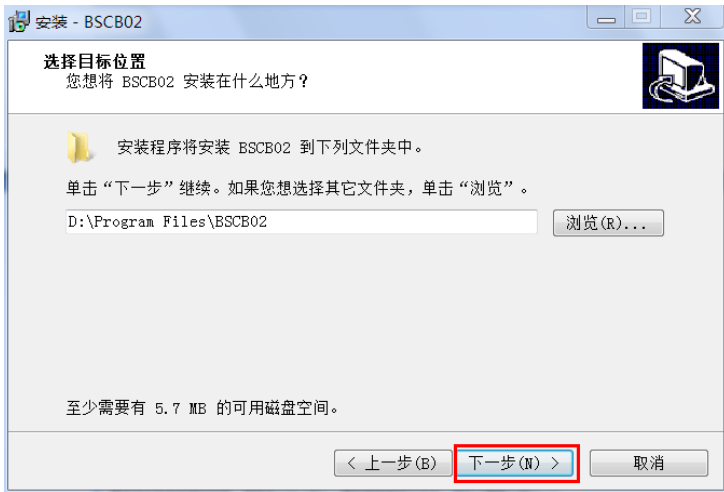 安装 - BSCB02
选择目标位置
您想将 BSCB02 安装在什么地方？
安装程序将安装 BSCB02 到下列文件夹中。
单击“下一步”继续。如果您想选择其它文件夹，单击“浏览”。
D:\Program Files\BSCB02
浏览(R)...
至少需要有 5.7 MB 的可用磁盘空间。
< 上一步(B)
下一步(N) >
取消